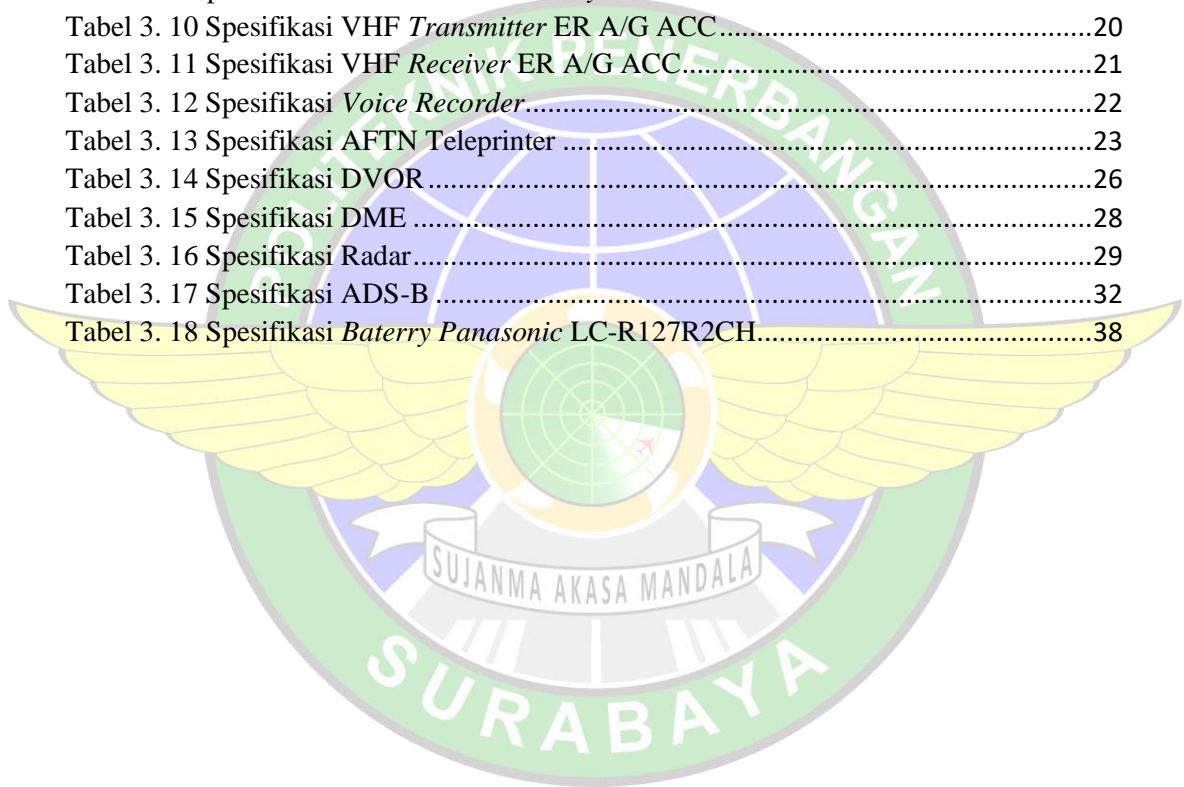 Tabel 3. 10 Spesifikasi VHF Transmitter ER A/G ACC....................................................20
Tabel 3. 11 Spesifikasi VHF Receiver ER A/G ACC.........................................................21
Tabel 3. 12 Spesifikasi Voice Recorder..............................................................................22
Tabel 3. 13 Spesifikasi AFTN Teleprinter .........................................................................23
Tabel 3. 14 Spesifikasi DVOR...........................................................................................26
Tabel 3. 15 Spesifikasi DME .............................................................................................28
Tabel 3. 16 Spesifikasi Radar.............................................................................................29
Tabel 3. 17 Spesifikasi ADS-B ..........................................................................................32
Tabel 3. 18 Spesifikasi Baterry Panasonic LC-R127R2CH................................................38
POLITEKNIK PENERBANGAN
SUJANMA AKASA MANDALA
SURABAYA